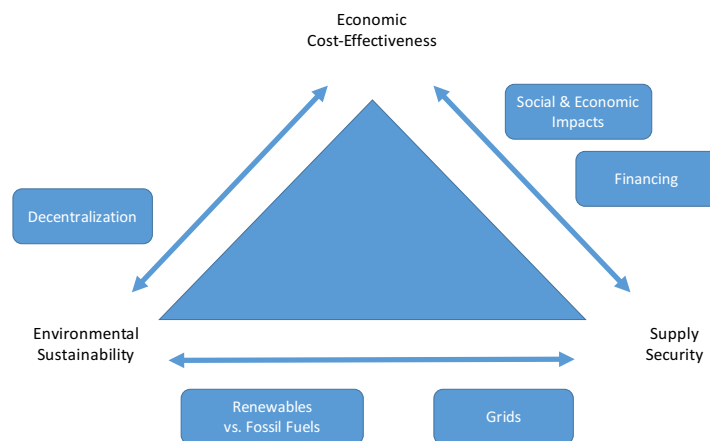 Economic
Cost-Effectiveness
Social & Economic
Impacts
Financing
Decentralization
Environmental
Sustainability
Supply
Security
Renewables
vs. Fossil Fuels
Grids